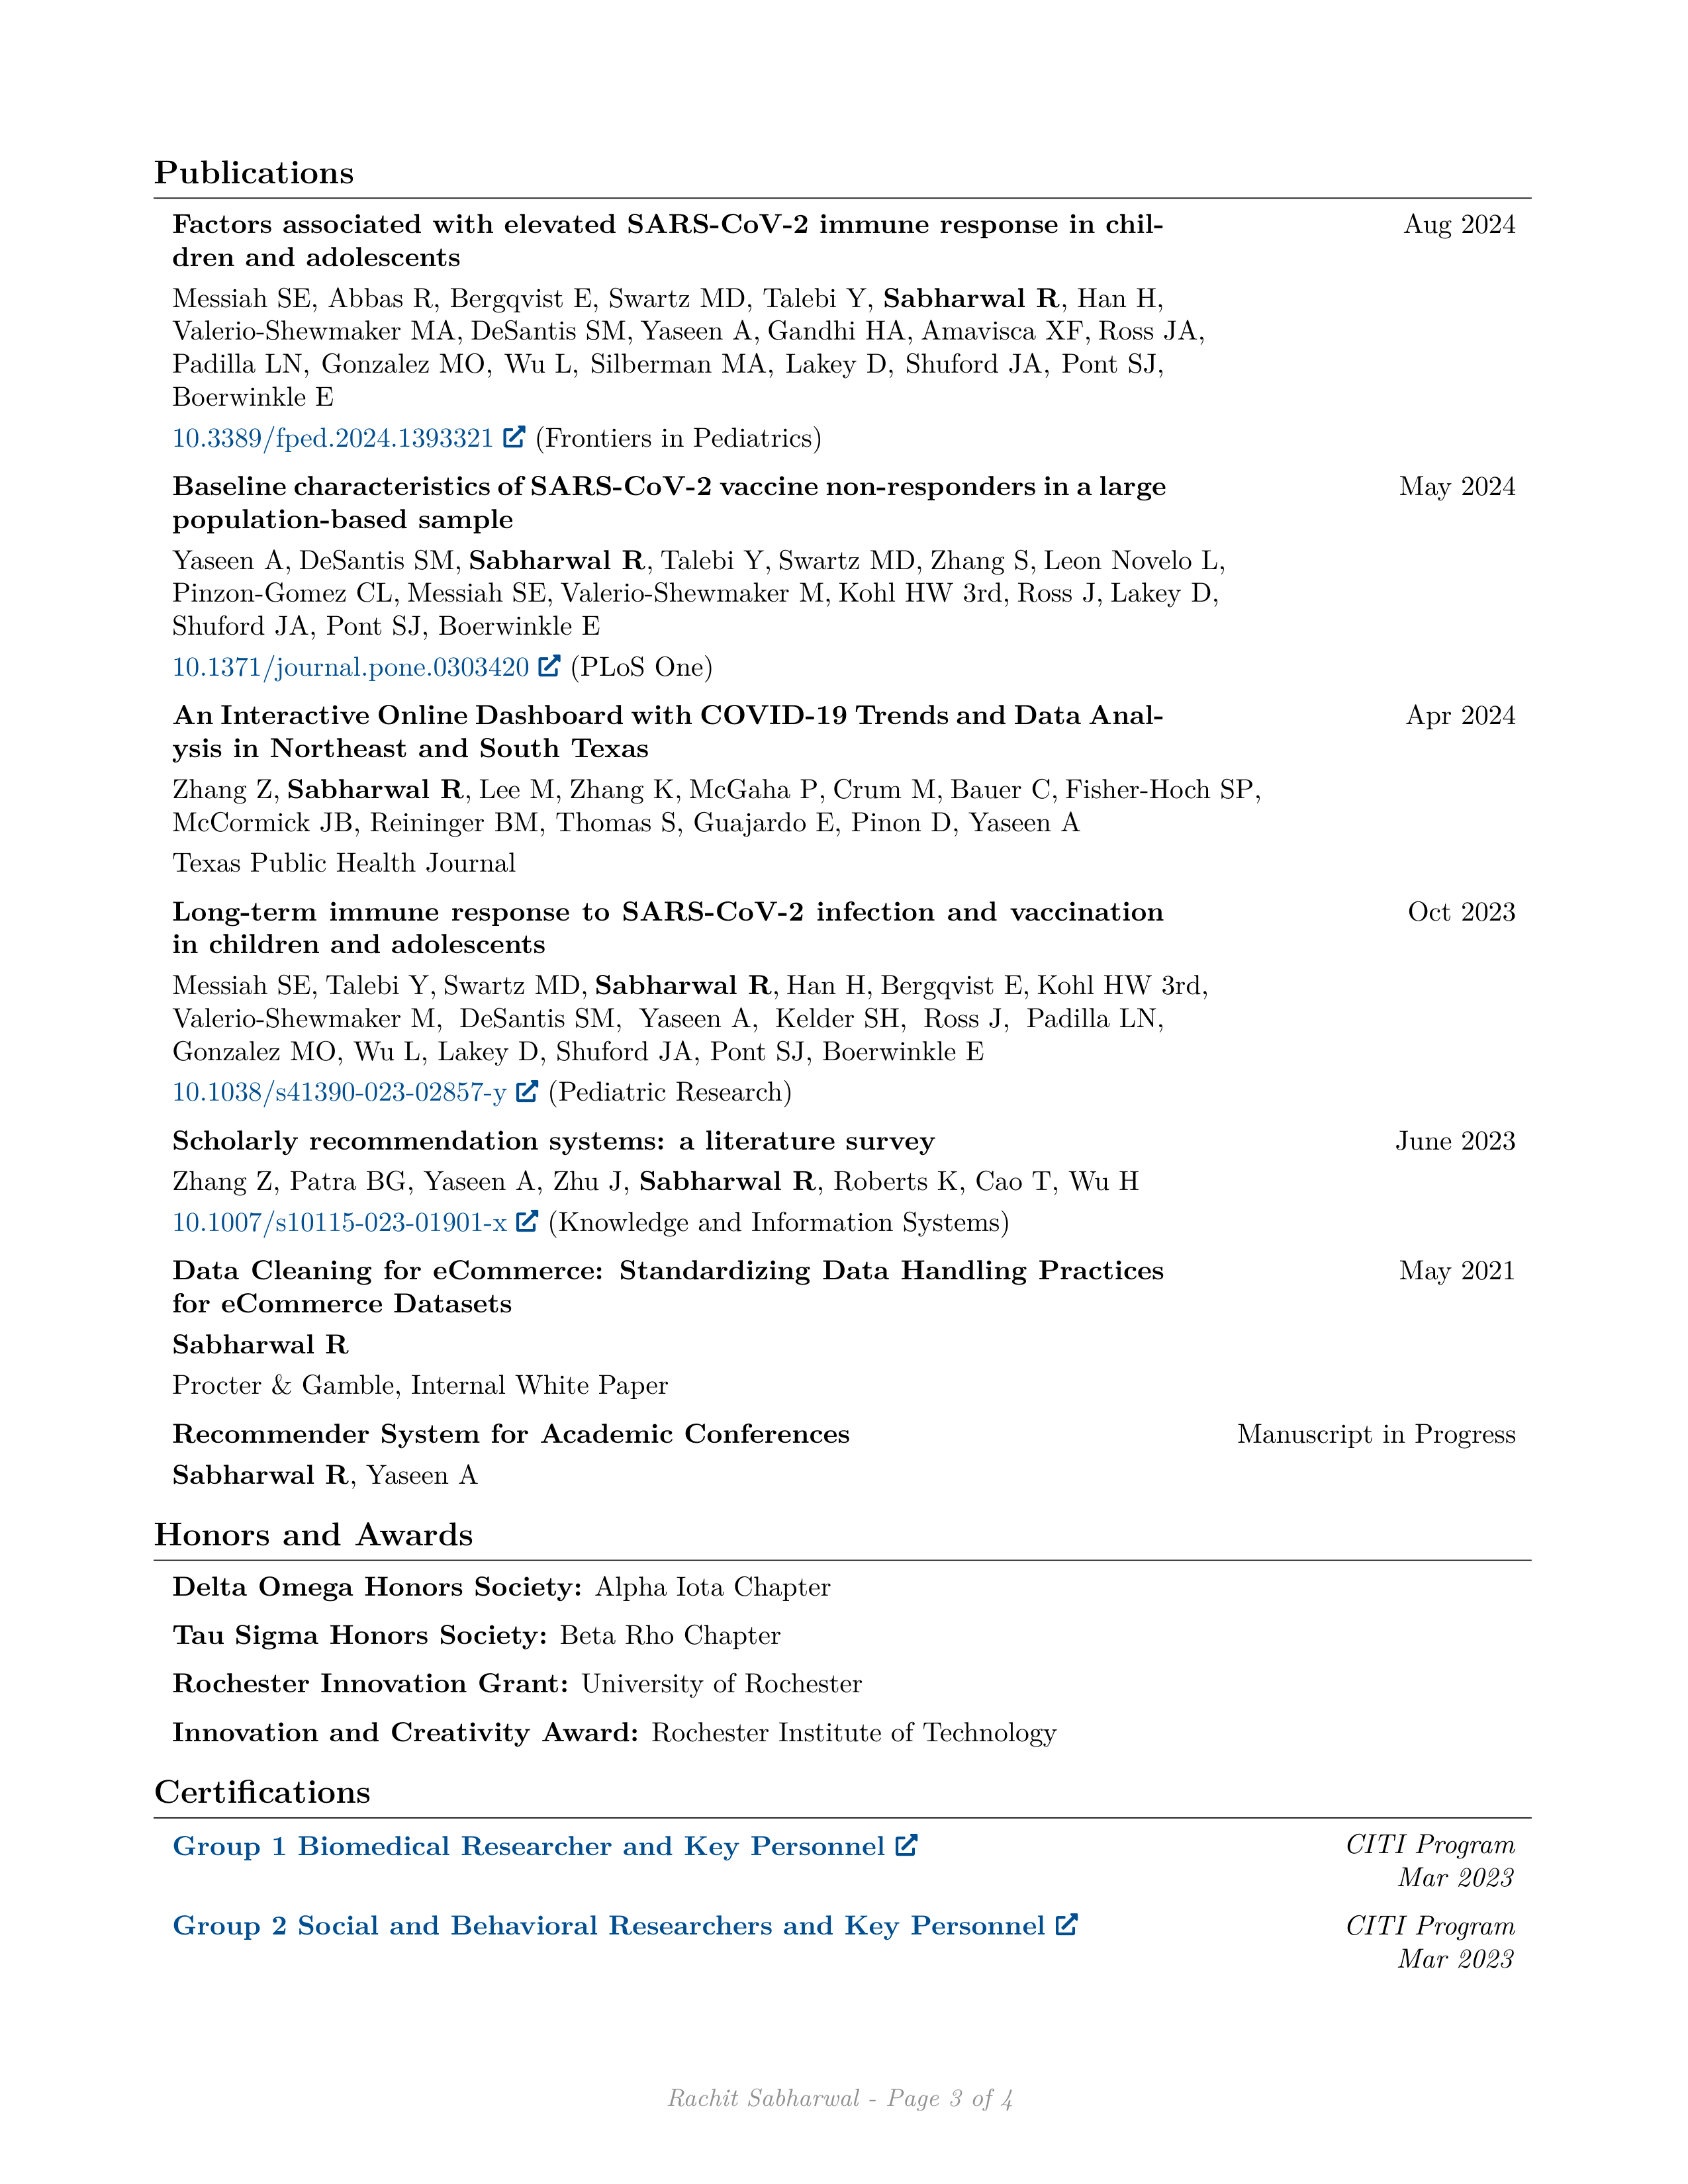 Publications
Factors associated with elevated SARS-CoV-2 immune response in chil- Aug 2024
dren and adolescents
Messiah SE, Abbas R, Bergqvist E, Swartz MD, Talebi Y, Sabharwal R, Han H,
Valerio-Shewmaker MA, DeSantis SM, Yaseen A, Gandhi HA, Amavisca XF, Ross JA,
Padilla LN, Gonzalez MO, Wu L, Silberman MA, Lakey D, Shuford JA, Pont SJ,
Boerwinkle E
10.3389/fped.2024.1393321 (Frontiers in Pediatrics)
Baseline characteristics of SARS-CoV-2 vaccine non-responders in a large May 2024
population-based sample
Yaseen A, DeSantis SM, Sabharwal R, Talebi Y, Swartz MD, Zhang S, Leon Novelo L,
Pinzon-Gomez CL, Messiah SE, Valerio-Shewmaker M, Kohl HW 3rd, Ross J, Lakey D,
Shuford JA, Pont SJ, Boerwinkle E
10.1371/journal.pone.0303420 (PLoS One)
An Interactive Online Dashboard with COVID-19 Trends and Data Anal- Apr 2024
ysis in Northeast and South Texas
Zhang Z, Sabharwal R, Lee M, Zhang K, McGaha P, Crum M, Bauer C, Fisher-Hoch SP,
McCormick JB, Reininger BM, Thomas S, Guajardo E, Pinon D, Yaseen A
Texas Public Health Journal
Long-term immune response to SARS-CoV-2 infection and vaccination Oct 2023
in children and adolescents
Messiah SE, Talebi Y, Swartz MD, Sabharwal R, Han H, Bergqvist E, Kohl HW 3rd,
Valerio-Shewmaker M, DeSantis SM, Yaseen A, Kelder SH, Ross J, Padilla LN,
Gonzalez MO, Wu L, Lakey D, Shuford JA, Pont SJ, Boerwinkle E
10.1038/s41390-023-02857-y (Pediatric Research)
Scholarly recommendation systems: a literature survey June 2023
Zhang Z, Patra BG, Yaseen A, Zhu J, Sabharwal R, Roberts K, Cao T, Wu H
10.1007/s10115-023-01901-x (Knowledge and Information Systems)
Data Cleaning for eCommerce: Standardizing Data Handling Practices May 2021
for eCommerce Datasets
Sabharwal R
Procter & Gamble, Internal White Paper
Recommender System for Academic Conferences Manuscript in Progress
Sabharwal R, Yaseen A
Honors and Awards
Delta Omega Honors Society: Alpha Iota Chapter
Tau Sigma Honors Society: Beta Rho Chapter
Rochester Innovation Grant: University of Rochester
Innovation and Creativity Award: Rochester Institute of Technology
Certifications
Group 1 Biomedical Researcher and Key Personnel CITI Program
Mar 2023
Group 2 Social and Behavioral Researchers and Key Personnel CITI Program
Mar 2023
Rachit Sabharwal - Page 3 of 4